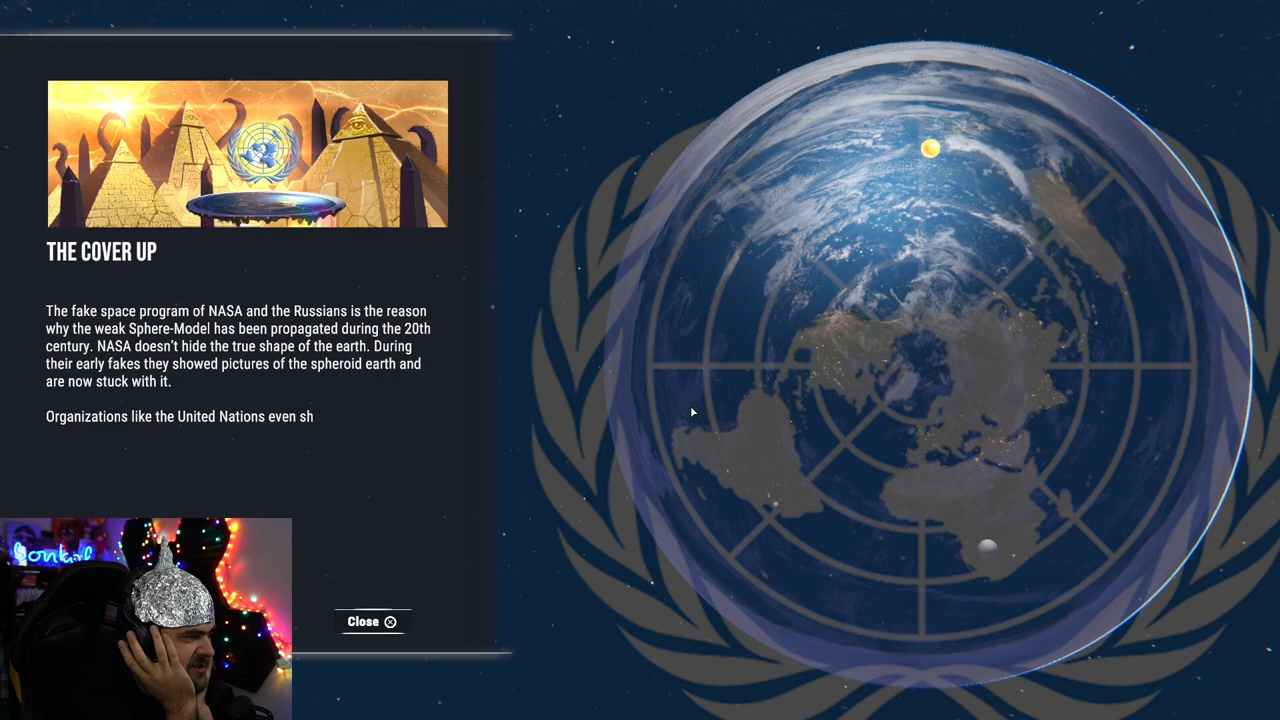 THE COVER UP
The fake space program of NASA and the Russians is the reason
why the weak Sphere-Model has been propagated during the 20th
century. NASA doesn't hide the true shape of the earth. During
their early fakes they showed pictures of the spheroid earth and
are now stuck with it.
Organizations like the United Nations even sh
Close